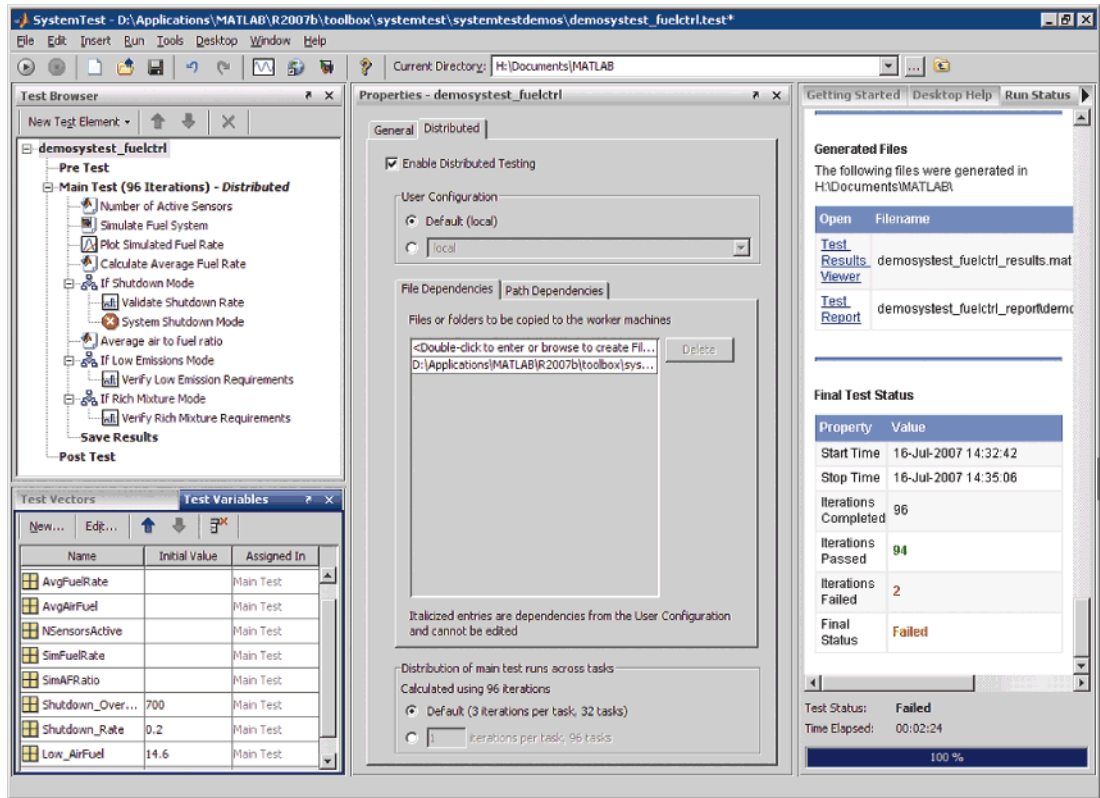 SystemTest - D:\Applications\MATLAB\R2007b\toolbox\systemtest\systemtestdemos\demosystest_fuelctrl.test*
File Edit Insert Run Tools Desktop Window Help
Current Directory: H:\Documents\MATLAB
Test Browser
New Test Element
demosystest_fuelctrl
Pre Test
Main Test (96 Iterations) - Distributed
Number of Active Sensors
Simulate Fuel System
Plot Simulated Fuel Rate
Calculate Average Fuel Rate
If Shutdown Mode
Validate Shutdown Rate
System Shutdown Mode
Average air to fuel ratio
If Low Emissions Mode
Verify Low Emission Requirements
If Rich Mixture Mode
Verify Rich Mixture Requirements
Save Results
Post Test
Test Vectors Test Variables
New... Edit...
Name Initial Value Assigned In
AvgFuelRate Main Test
AvgAirFuel Main Test
NSensorsActive Main Test
SimFuelRate Main Test
SimAFRatio Main Test
Shutdown_Over... 700 Main Test
Shutdown_Rate 0.2 Main Test
Low_AirFuel 14.6 Main Test
Properties - demosystest_fuelctrl
General Distributed
Enable Distributed Testing
User Configuration
Default (local)
local
File Dependencies Path Dependencies
Files or folders to be copied to the worker machines
<Double-click to enter or browse to create Fil...
Delete
D:\Applications\MATLAB\R2007b\toolbox\sys...
Italicized entries are dependencies from the User Configuration
and cannot be edited
Distribution of main test runs across tasks
Calculated using 96 iterations
Default (3 iterations per task, 32 tasks)
1 iterations per task, 96 tasks
Getting Started Desktop Help Run Status
Generated
Files
The following files were generated in
H:\Documents\MATLAB\
Open Filename
Test
Results
Viewer
demosystest_fuelctrl_results.mat
Test
Report
demosystest_fuelctrl_report\demo
Final Test Status
Property Value
Start Time 16-Jul-2007 14:32:42
Stop Time 16-Jul-2007 14:35:06
Iterations
Completed
96
Iterations
Passed
94
Iterations
Failed
2
Final
Status
Failed
Test Status: Failed
Time Elapsed: 00:02:24
100 %